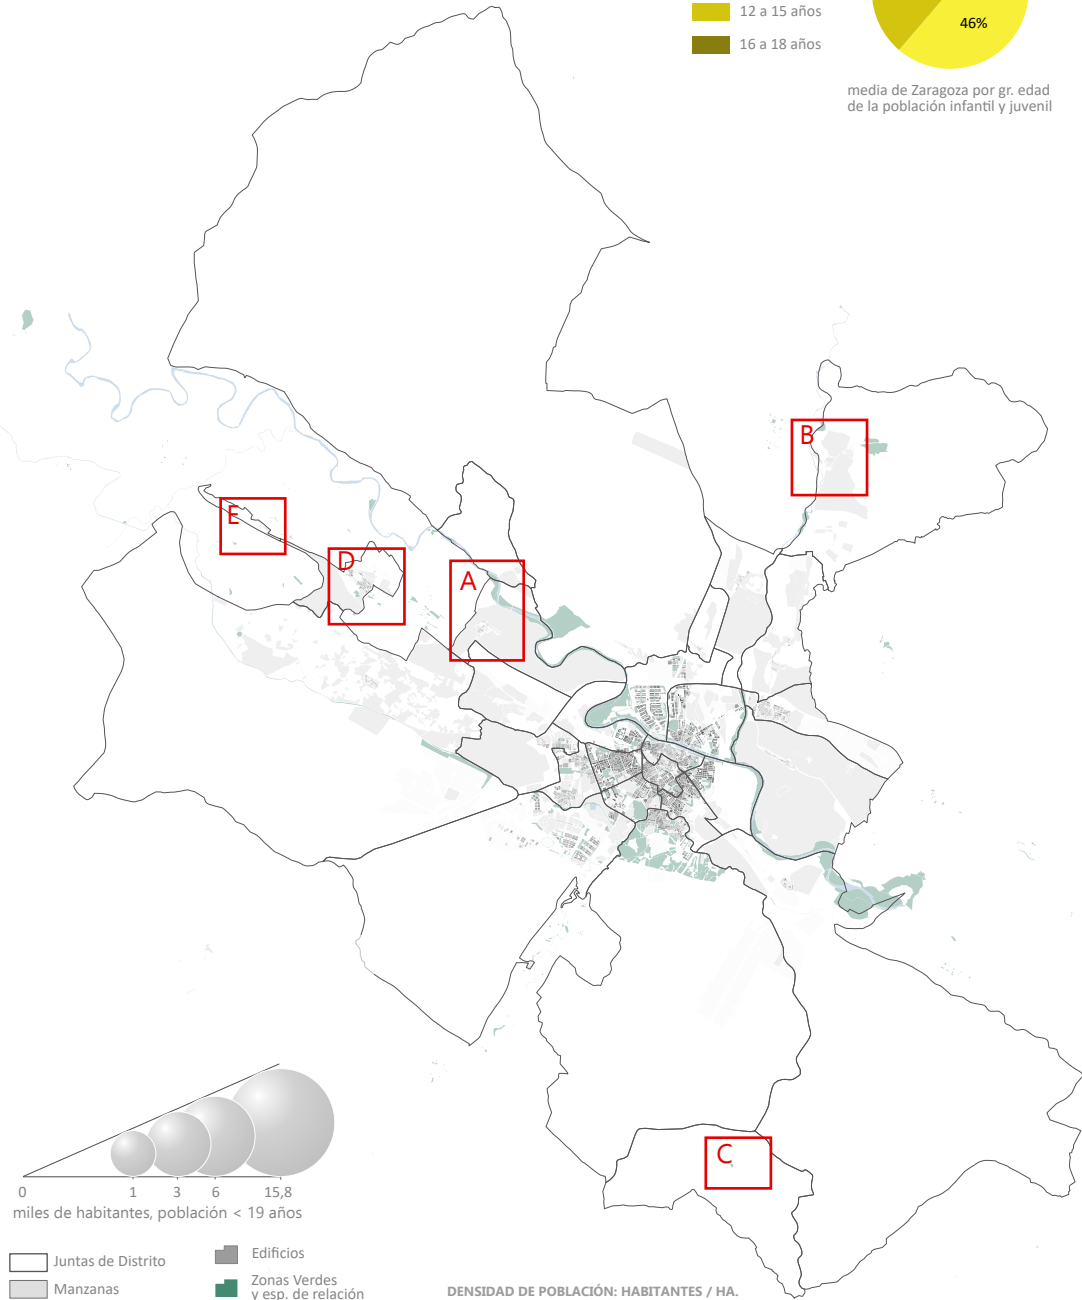 12 a 15 años
16 a 18 años
46%
media de Zaragoza por gr. edad
de la población infantil y juvenil
B
E
D
A
C
0
1
3
6
15,8
miles de habitantes, población < 19 años
Juntas de Distrito
Edificios
Manzanas
Zonas Verdes
y esp. de relación
DENSIDAD DE POBLACIÓN: HABITANTES / HA.